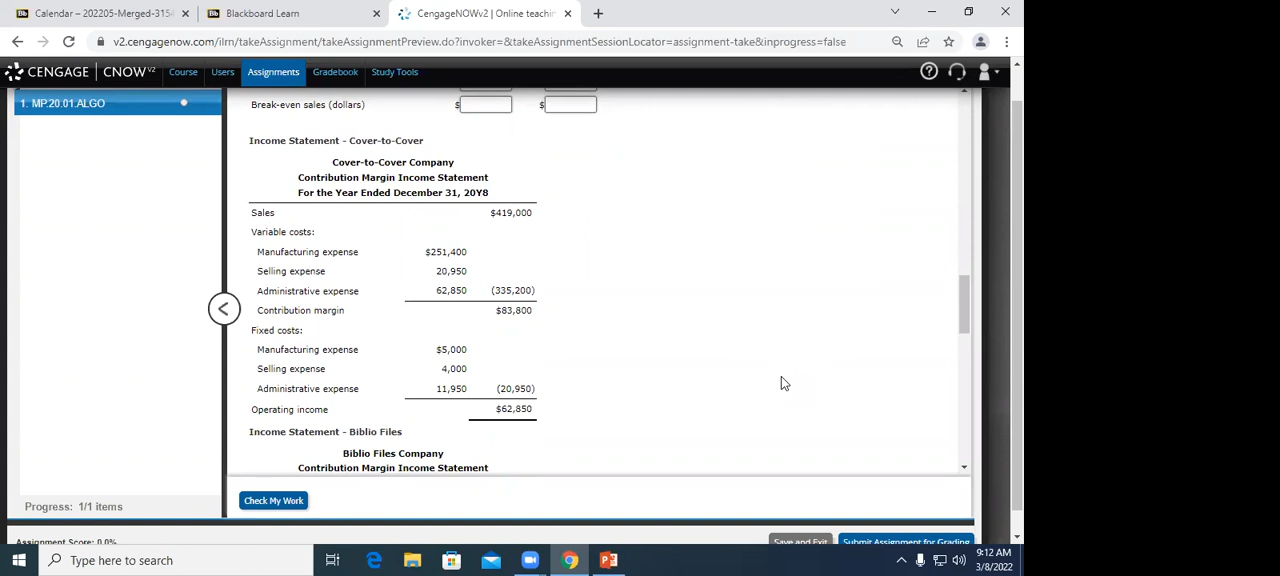 Calendar – 202205-Merged-3154
Blackboard Learn
CengageNOWv2 | Online teachin
v2.cengagenow.com/ilrn/takeAssignment/takeAssignmentPreview.do?invoker=&takeAssignmentSessionLocator=assignment-take&inprogress=false
CENGAGE | CNOWV2 Course Users Assignments Gradebook Study Tools
1. MP.20.01.ALGO
Break-even sales (dollars) $ $
Income Statement - Cover-to-Cover
Cover-to-Cover Company
Contribution Margin Income Statement
For the Year Ended December 31, 20Y8
Sales $419,000
Variable costs:
Manufacturing expense $251,400
Selling expense 20,950
Administrative expense 62,850 (335,200)
Contribution margin $83,800
Fixed costs:
Manufacturing expense $5,000
Selling expense 4,000
Administrative expense 11,950 (20,950)
Operating income $62,850
Income Statement - Biblio Files
Biblio Files Company
Contribution Margin Income Statement
Check My Work
Progress: 1/1 items
Assignment Score: 0.0%
Save and Exit Submit Assignment for Grading
Type here to search
9:12 AM
3/8/2022